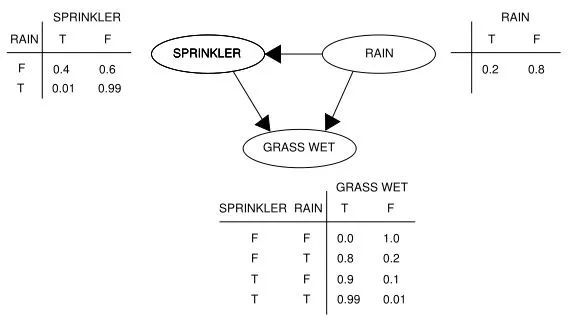 SPRINKLER
RAIN T F
F 0.4 0.6
T 0.01 0.99
SPRINKLER
RAIN
RAIN
T F
0.2 0.8
GRASS WET
GRASS WET
SPRINKLER RAIN T F
F F 0.0 1.0
F T 0.8 0.2
T F 0.9 0.1
T T 0.99 0.01